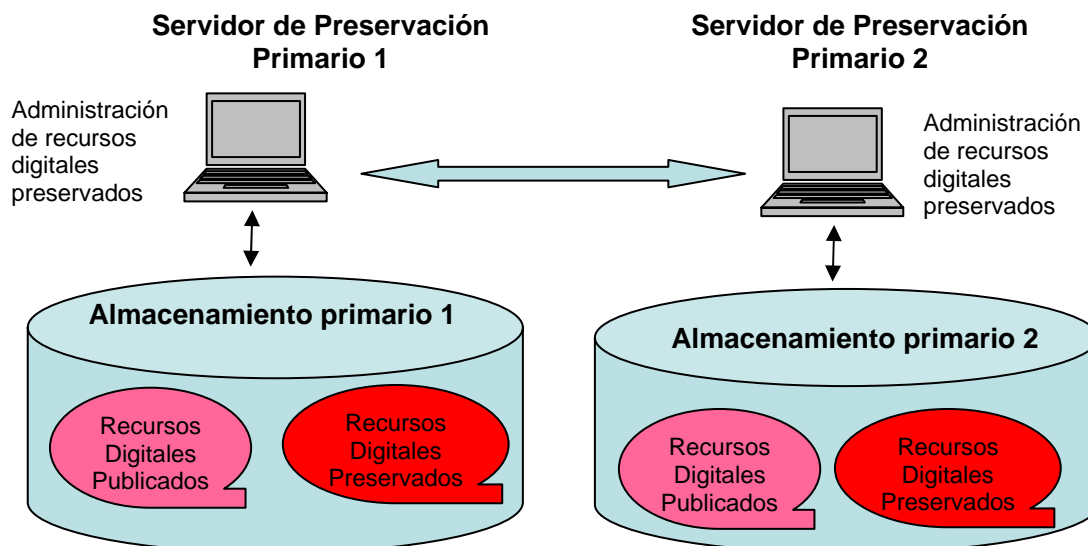 Servidor de Preservación
Primario 1
Servidor de Preservación
Primario 2
Administración
de recursos
digitales
preservados
Administración
de recursos
digitales
preservados
Almacenamiento primario 1
Almacenamiento primario 2
Recursos
Digitales
Publicados
Recursos
Digitales
Preservados
Recursos
Digitales
Publicados
Recursos
Digitales
Preservados